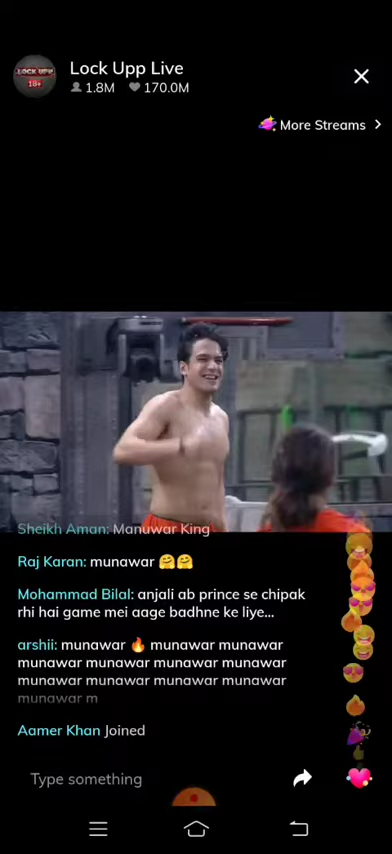 LOCK UPP
18+
Lock Upp Live
1.8M 170.0M
More Streams
Sheikh Aman: Manuwar King
Raj Karan: munawar 🤗🤗
Mohammad Bilal: anjali ab prince se chipak
rhi hai game mei aage badhne ke liye...
arshii: munawar 🔥 munawar munawar
munawar munawar munawar munawar
munawar munawar munawar munawar
munawar m
Aamer Khan Joined
Type something